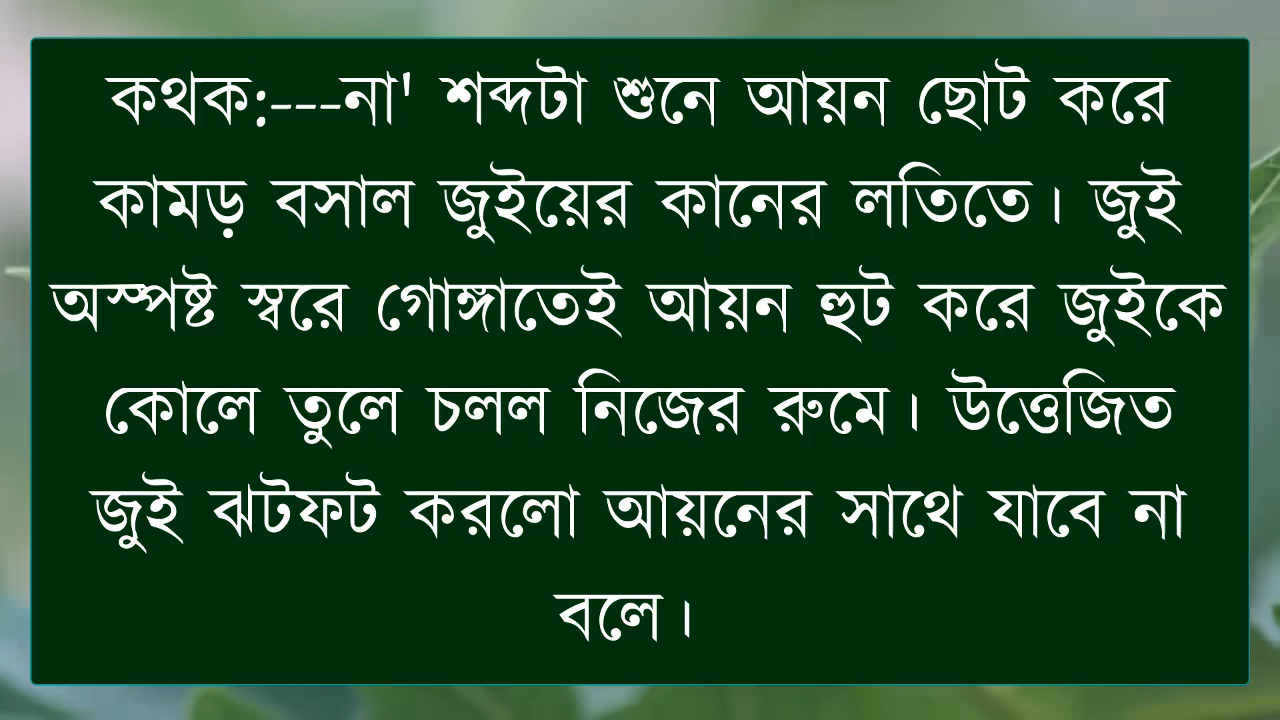 কথক:---না' শব্দটা শুনে আয়ন ছোট করে
কামড় বসাল জুইয়ের কানের লতিতে। জুই
অস্পষ্ট স্বরে গোঙ্গাতেই আয়ন হুট করে জুইকে
কোলে তুলে চলল নিজের রুমে। উত্তেজিত
জুই ঝটফট করলো আয়নের সাথে যাবে না
বলে।